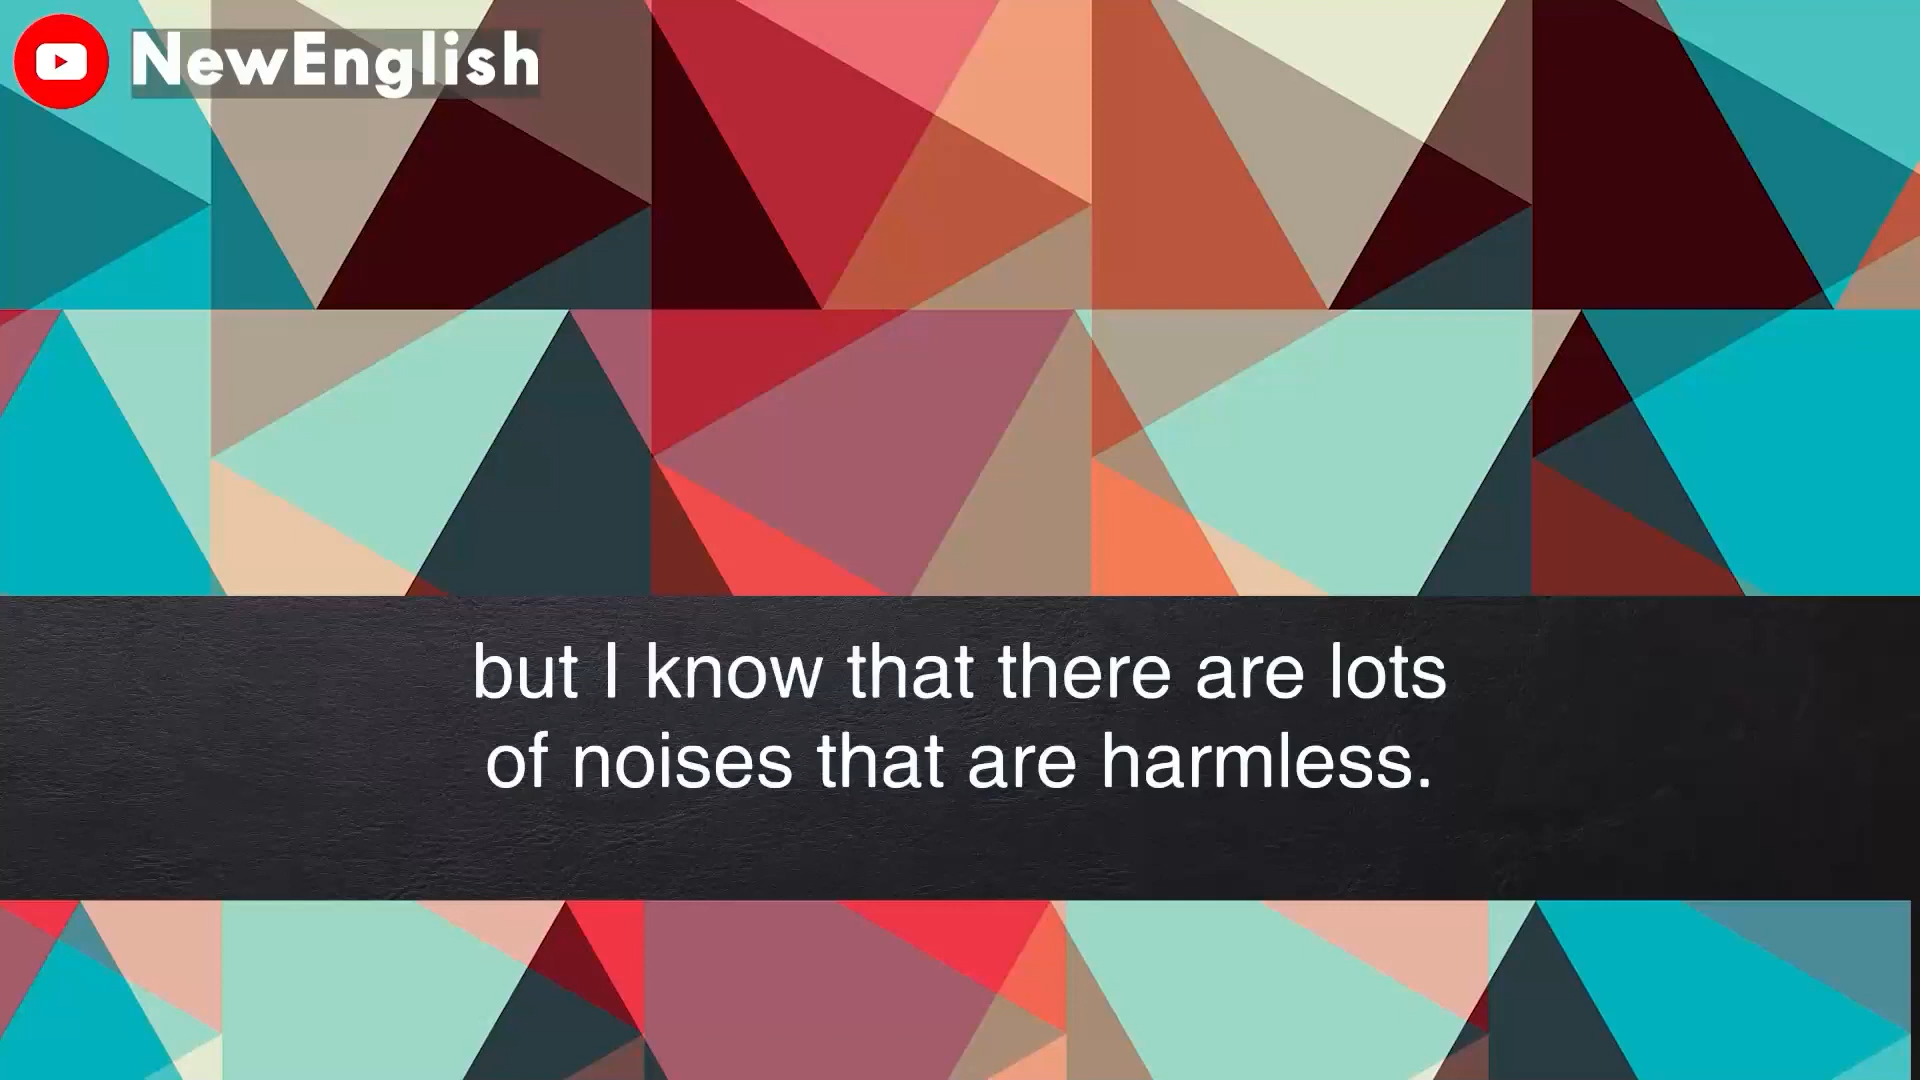 NewEnglish
but I know that there are lots
of noises that are harmless.